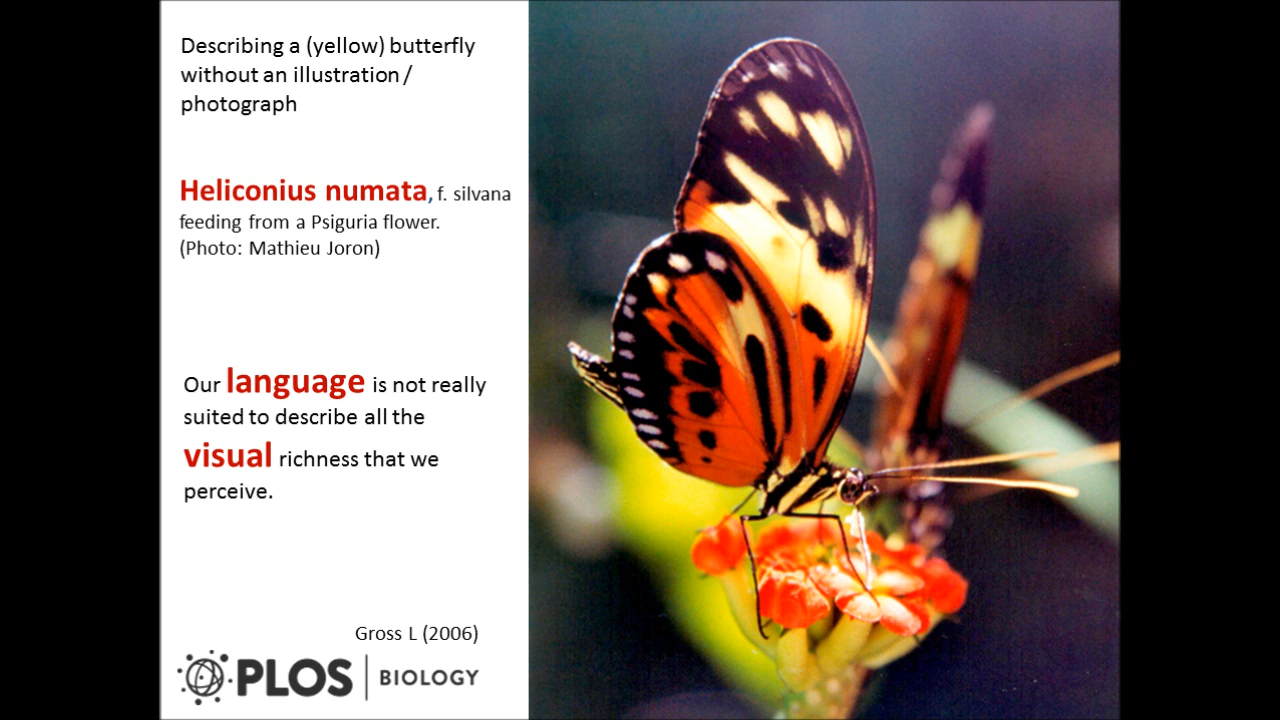 Describing a (yellow) butterfly
without an illustration /
photograph
Heliconius numata, f. silvana
feeding from a Psiguria flower.
(Photo: Mathieu Joron)
Our language is not really
suited to describe all the
visual richness that we
perceive.
Gross L (2006)
PLOS BIOLOGY